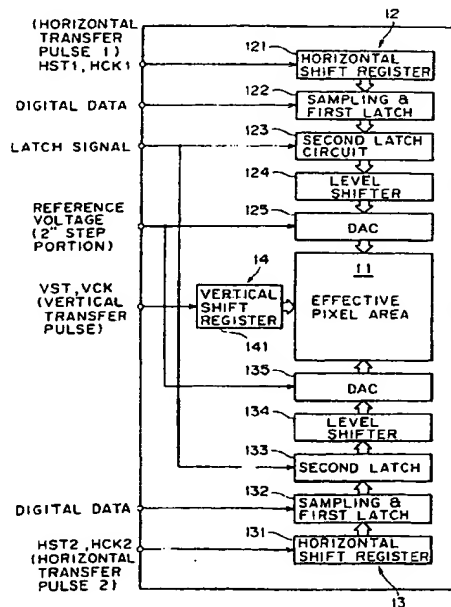 (HORIZONTAL
TRANSFER
PULSE 1)
HST1, HCK1
12
121
HORIZONTAL
SHIFT REGISTER
DIGITAL DATA
122
SAMPLING &
FIRST LATCH
LATCH SIGNAL
123
SECOND LATCH
CIRCUIT
124
LEVEL
SHIFTER
REFERENCE
VOLTAGE
(2" STEP
PORTION)
125
DAC
VST, VCK
(VERTICAL
TRANSFER
PULSE)
14
VERTICAL
SHIFT
REGISTER
141
11
EFFECTIVE
PIXEL AREA
135
DAC
134
LEVEL
SHIFTER
133
SECOND LATCH
DIGITAL DATA
132
SAMPLING &
FIRST LATCH
HST2, HCK2
(HORIZONTAL
TRANSFER
PULSE 2)
131
HORIZONTAL
SHIFT REGISTER
13